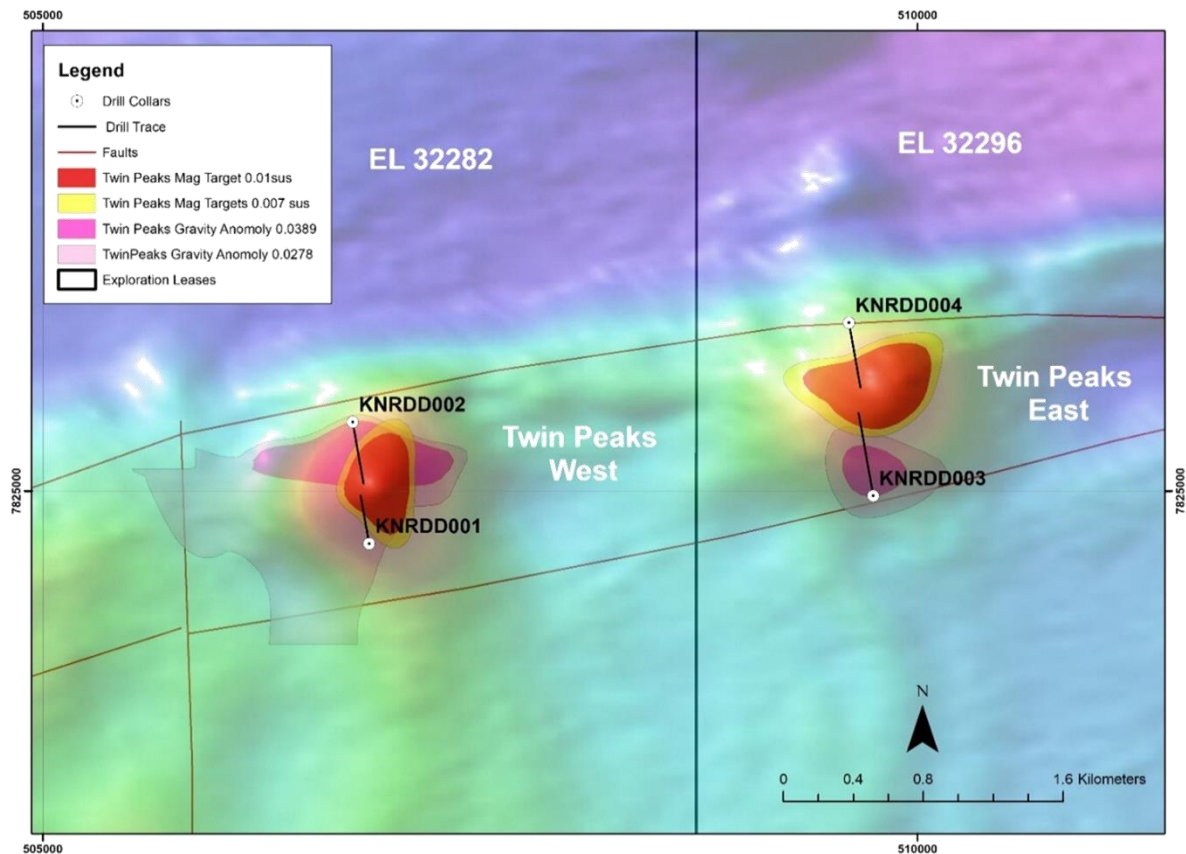 505000
510000
Legend
Drill Collars
Drill Trace
Faults
Twin Peaks Mag Target 0.01sus
Twin Peaks Mag Targets 0.007 sus
Twin Peaks Gravity Anomoly 0.0389
TwinPeaks Gravity Anomoly 0.0278
Exploration Leases
EL 32282
EL 32296
KNRDD004
Twin Peaks
East
KNRDD002
Twin Peaks
West
KNRDD003
7825000
7825000
KNRDD001
N
0 0.4 0.8 1.6 Kilometers
505000
510000